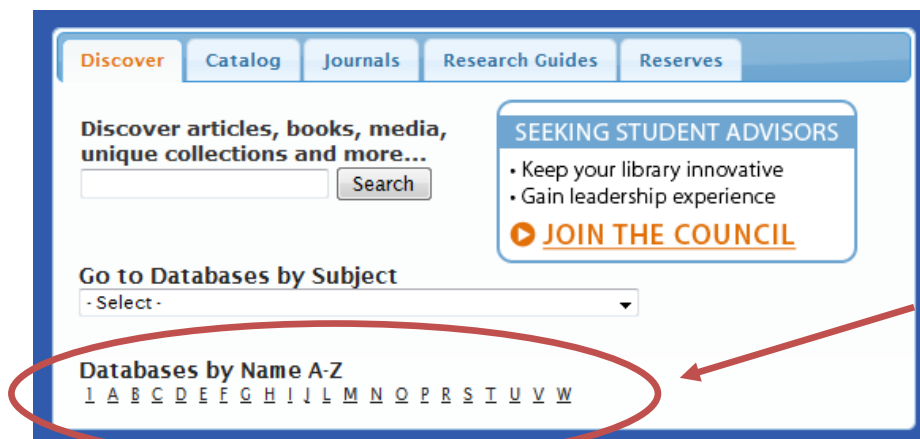 Discover Catalog Journals Research Guides Reserves
Discover articles, books, media,
unique collections and more...
Search
SEEKING STUDENT ADVISORS
• Keep your library innovative
• Gain leadership experience
JOIN THE COUNCIL
Go to Databases by Subject
- Select -
Databases by Name A-Z
1 A B C D E F G H I J L M N O P R S T U V W